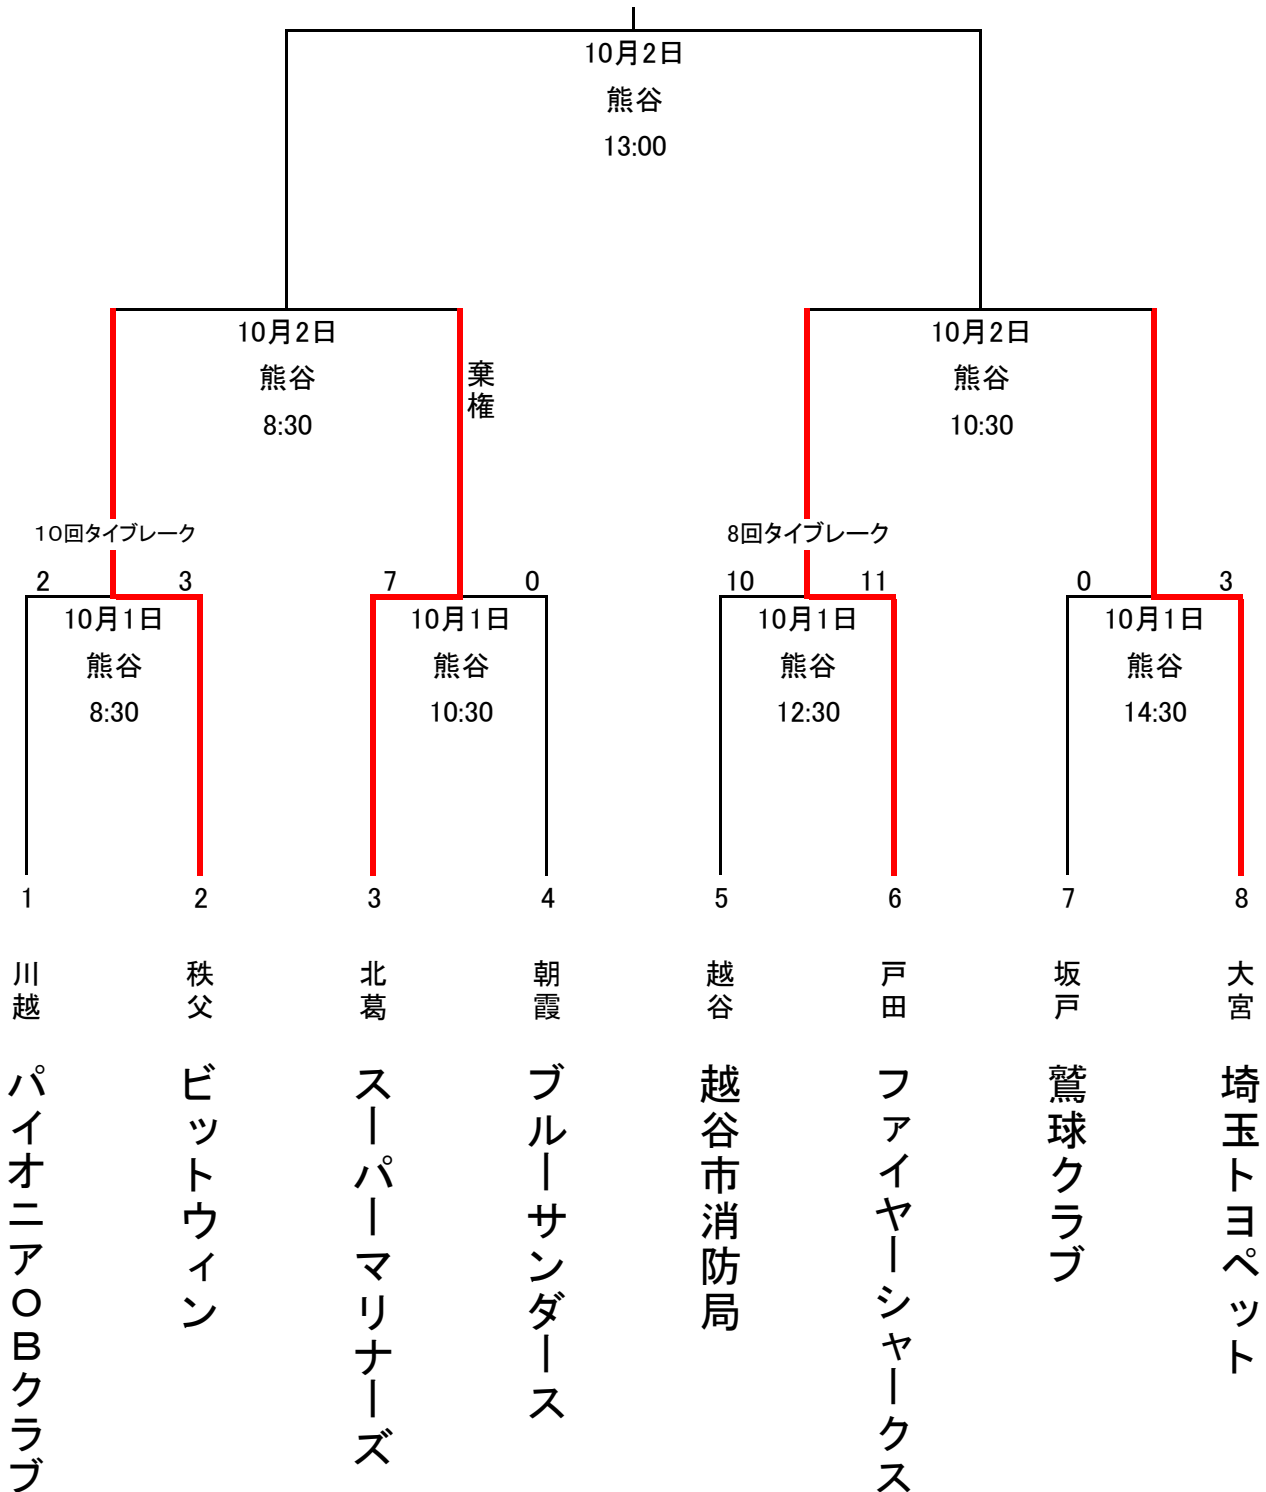 10月2日
熊谷
13:00
10月2日
熊谷
8:30
棄権
10月2日
熊谷
10:30
10回タイブレーク
8回タイブレーク
2 3 7 0 10 11 0 3
10月1日
熊谷
8:30
10月1日
熊谷
10:30
10月1日
熊谷
12:30
10月1日
熊谷
14:30
1 2 3 4 5 6 7 8
川越
秩父
北葛
朝霞
越谷
戸田
坂戸
大宮
パイオニアOBクラブ
ビットウィン
スーパーマリナーズ
ブルーサンダース
越谷市消防局
ファイヤーシャークス
鷲球クラブ
埼玉トヨペット